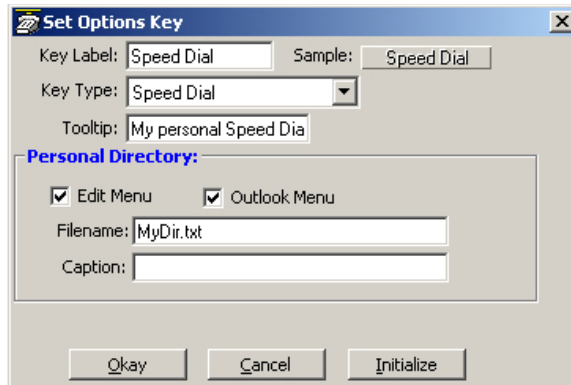 Set Options Key
Key Label: Speed Dial Sample: Speed Dial
Key Type: Speed Dial
Tooltip: My personal Speed Dia
Personal Directory:
Edit Menu Outlook Menu
Filename: MyDir.txt
Caption:
Okay Cancel Initialize